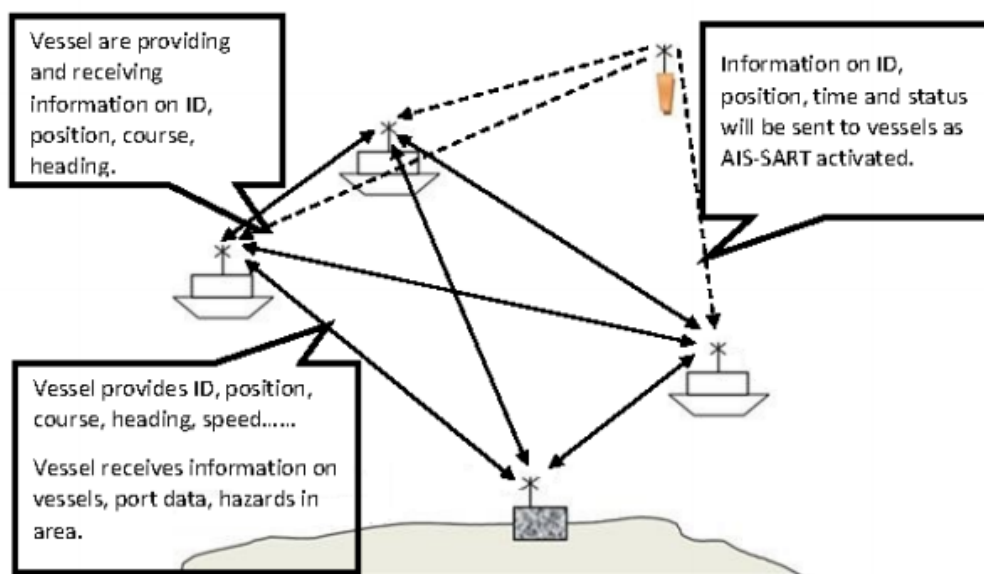 Vessel are providing
and receiving
information on ID,
position, course,
heading.
Information on ID,
position, time and status
will be sent to vessels as
AIS-SART activated.
Vessel provides ID, position,
course, heading, speed......
Vessel receives information on
vessels, port data, hazards in
area.